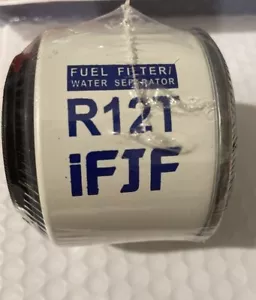 FUEL FILTER/
WATER SEPARATOR
R12T
iFJF